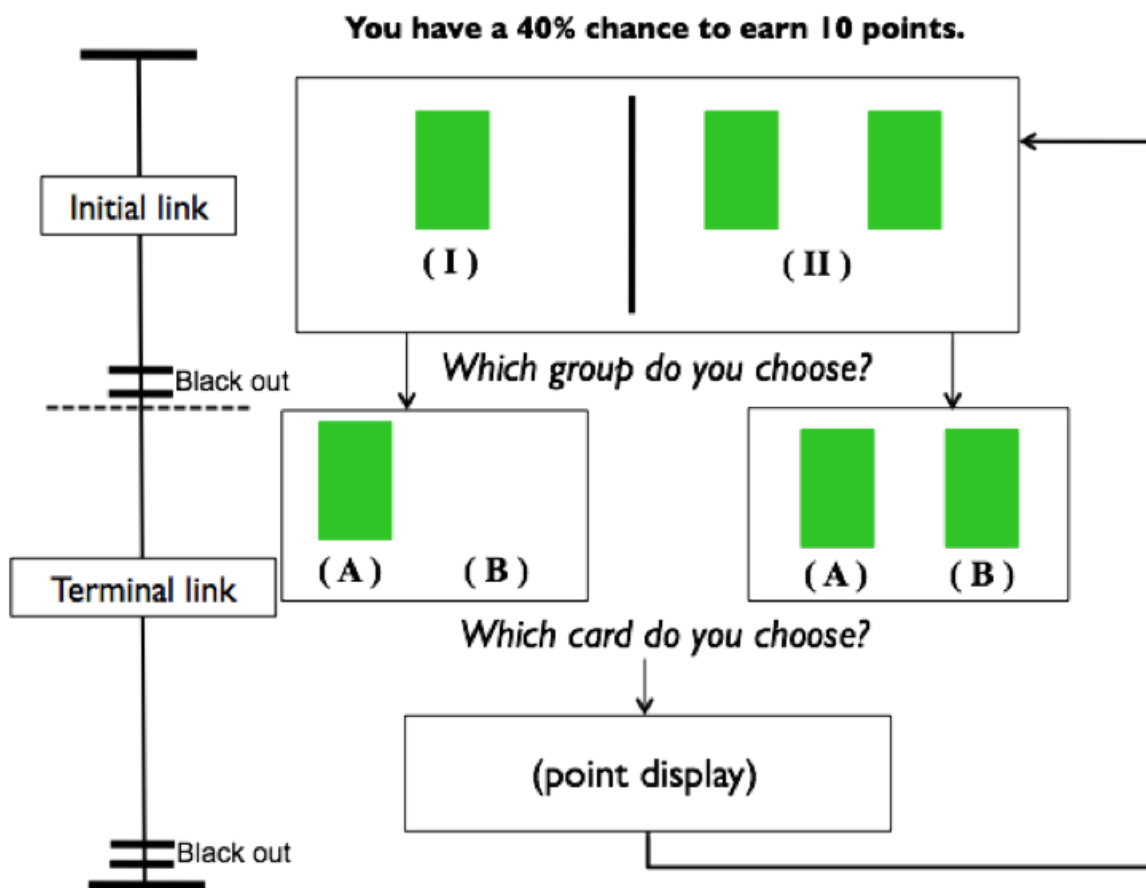 You have a 40% chance to earn 10 points.
Initial link
( I )
( II )
Black out
Which group do you choose?
( A )
( B )
( A )
( B )
Terminal link
Which card do you choose?
(point display)
Black out